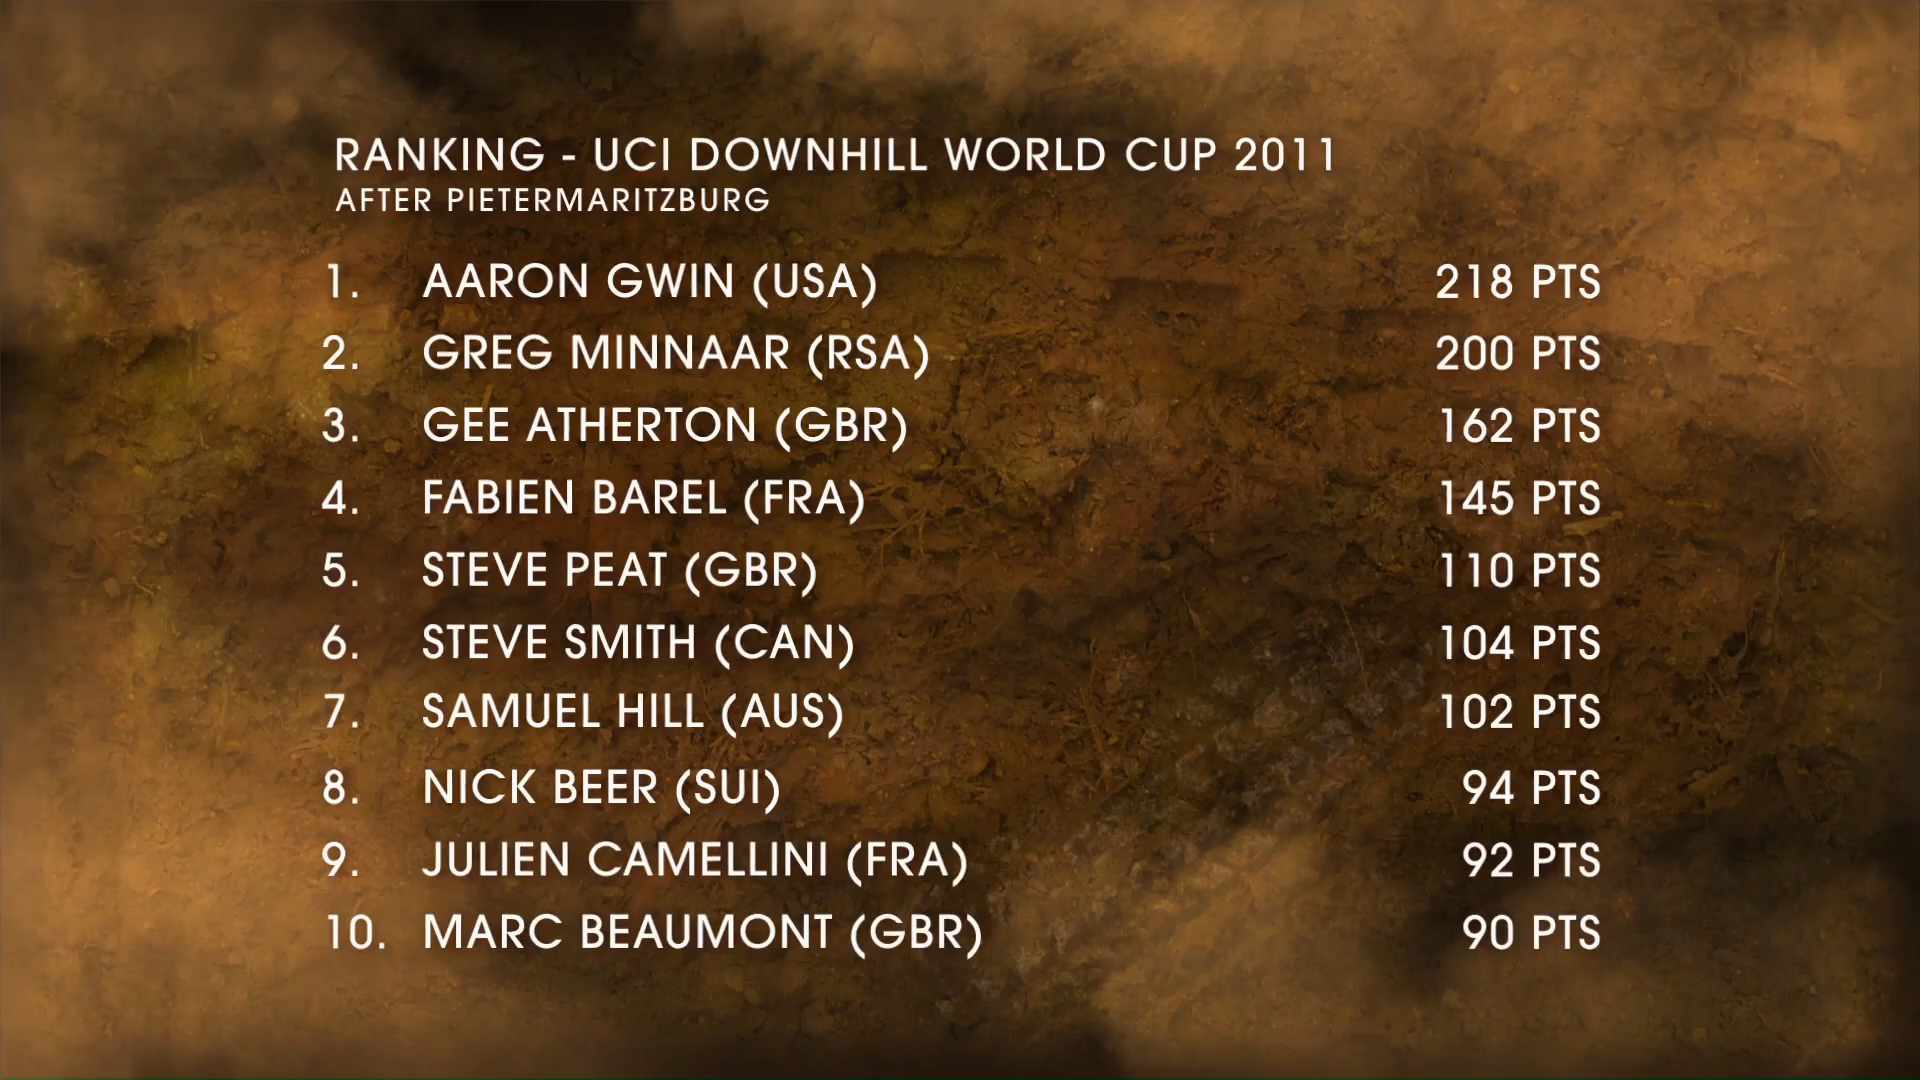 RANKING - UCI DOWNHILL WORLD CUP 2011
AFTER PIETERMARITZBURG
1. AARON GWIN (USA) 218 PTS
2. GREG MINNAAR (RSA) 200 PTS
3. GEE ATHERTON (GBR) 162 PTS
4. FABIEN BAREL (FRA) 145 PTS
5. STEVE PEAT (GBR) 110 PTS
6. STEVE SMITH (CAN) 104 PTS
7. SAMUEL HILL (AUS) 102 PTS
8. NICK BEER (SUI) 94 PTS
9. JULIEN CAMELLINI (FRA) 92 PTS
10. MARC BEAUMONT (GBR) 90 PTS